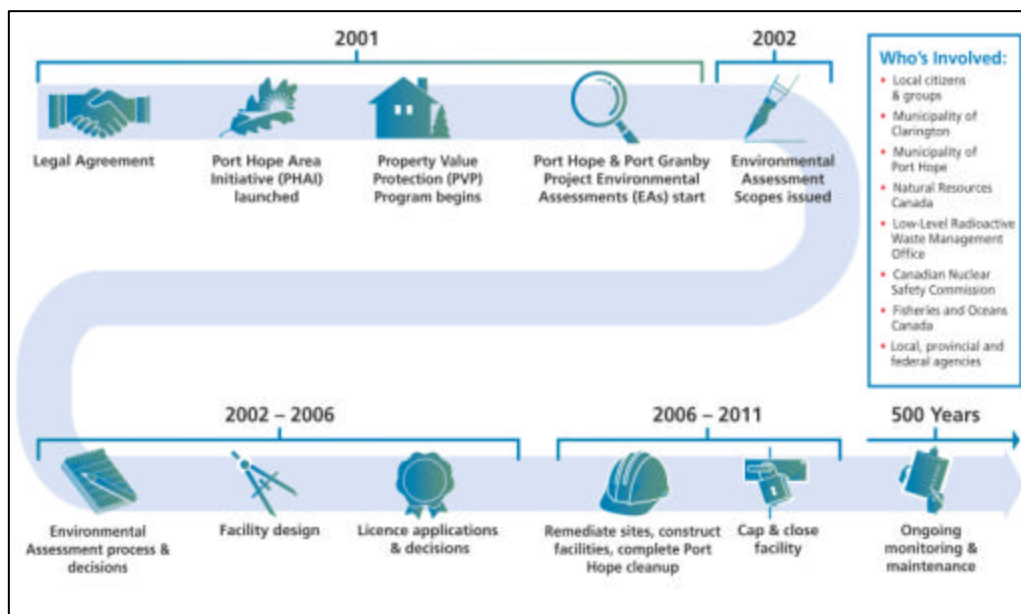 2001
2002
Legal Agreement
Port Hope Area
Initiative (PHAI)
launched
Property Value
Protection (PVP)
Program begins
Port Hope & Port Granby
Project Environmental
Assessments (EAs) start
Environmental
Assessment
Scopes issued
Who's Involved:
• Local citizens
& groups
• Municipality of
Clarington
• Municipality of
Port Hope
• Natural Resources
Canada
• Low-Level Radioactive
Waste Management
Office
• Canadian Nuclear
Safety Commission
• Fisheries and Oceans
Canada
• Local, provincial and
federal agencies
2002 – 2006
2006 – 2011
500 Years
Environmental
Assessment process &
decisions
Facility design
Licence applications
& decisions
Remediate sites, construct
facilities, complete Port
Hope cleanup
Cap & close
facility
Ongoing
monitoring &
maintenance